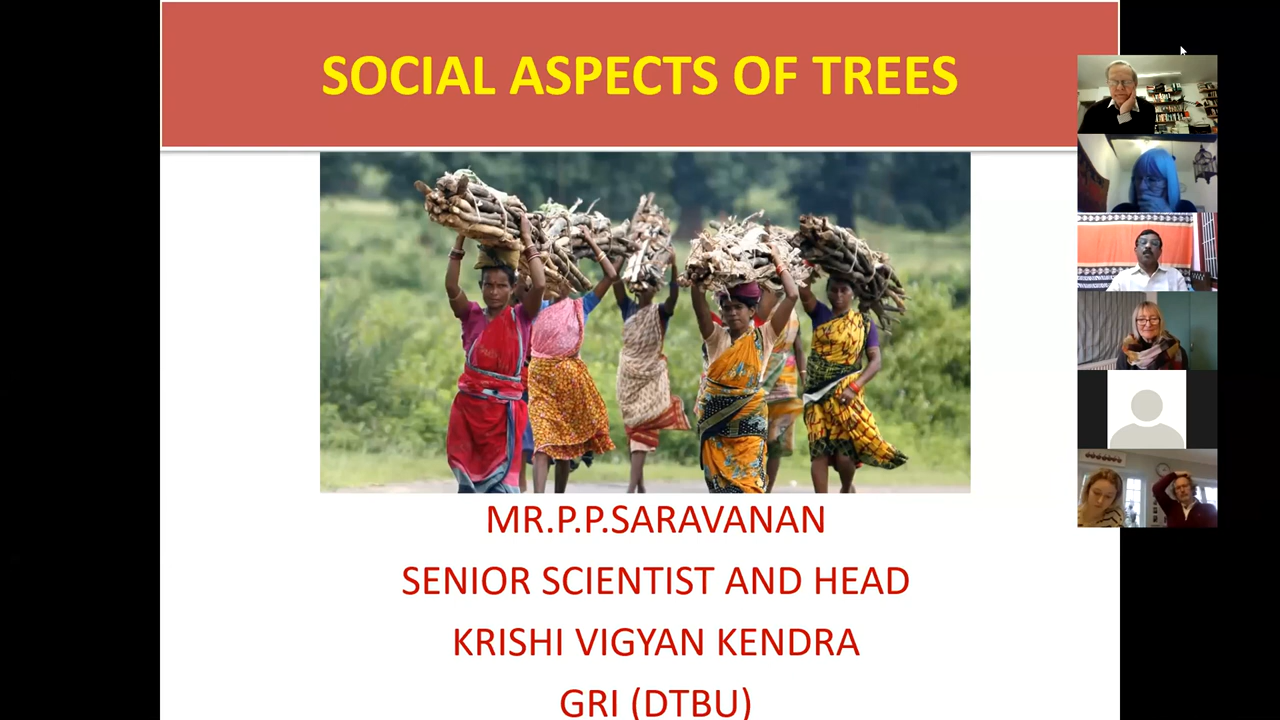 SOCIAL ASPECTS OF TREES
MR.P.P.SARAVANAN
SENIOR SCIENTIST AND HEAD
KRISHI VIGYAN KENDRA
GRI (DTBU)